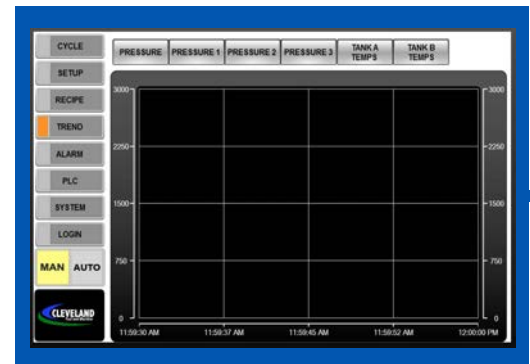 CYCLE
SETUP
RECIPE
TREND
ALARM
PLC
SYSTEM
LOGIN
MAN AUTO
CLEVELAND
PRESSURE PRESSURE 1 PRESSURE 2 PRESSURE 3 TANK A TEMPS TANK B TEMPS
3000 3000
2250 2250
1500 1500
750 750
0 0
11:59:30 AM 11:59:37 AM 11:59:45 AM 11:59:52 AM 12:00:00 PM